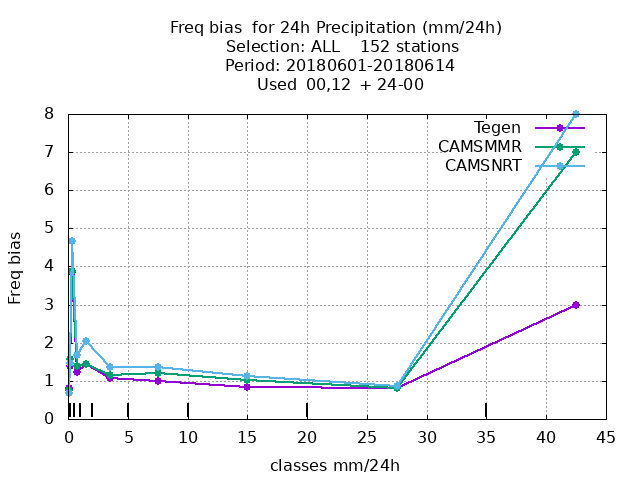 Freq bias  for 24h Precipitation (mm/24h)
Selection: ALL    152 stations
Period: 20180601-20180614
Used  00,12  + 24-00
Tegen
CAMSMMR
CAMSNRT
8
7
6
5
4
3
2
1
0
Freq bias
0 5 10 15 20 25 30 35 40 45
classes mm/24h